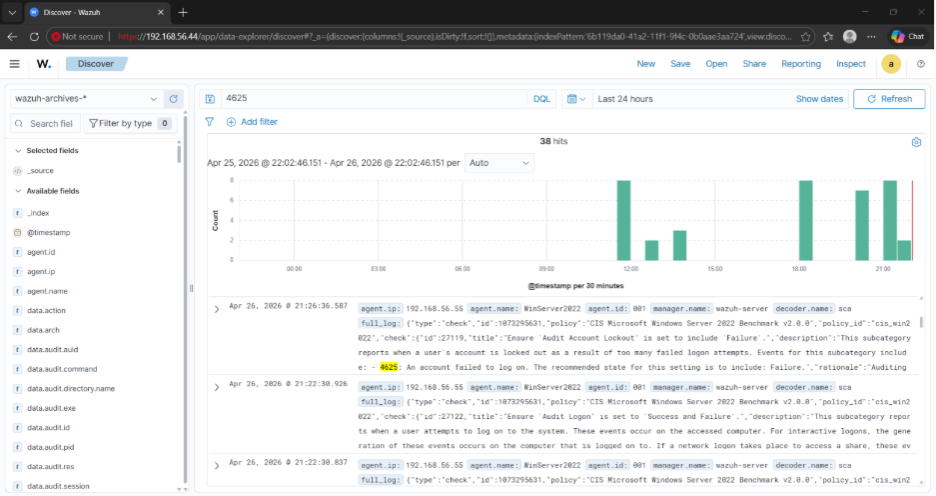 Discover - Wazuh
Not secure
https://192.168.56.44/app/data-explorer/discover#?_a=(discover:(columns:!(_source),isDirty:!f,sort:!()),metadata:(indexPattern:'6b119da0-41a2-11f1-9f4c-0b0aae3aa724',view:disco...
Chat
W. Discover
New Save Open Share Reporting Inspect a
wazuh-archives-*
4625 DQL Last 24 hours Show dates Refresh
Search fiel Filter by type 0
Add filter
Selected fields
_source
Available fields
_index
@timestamp
agent.id
agent.ip
agent.name
data.action
data.arch
data.audit.auid
data.audit.command
data.audit.directory.name
data.audit.exe
data.audit.id
data.audit.pid
data.audit.res
data.audit.session
38 hits
Apr 25, 2026 @ 22:02:46.151 - Apr 26, 2026 @ 22:02:46.151 per Auto
Count
8
6
4
2
0
00:00 03:00 06:00 09:00 12:00 15:00 18:00 21:00
@timestamp per 30 minutes
Apr 26, 2026 @ 21:26:36.587 agent.ip: 192.168.56.55 agent.name: WinServer2022 agent.id: 001 manager.name: wazuh-server decoder.name: sca
full_log: {"type":"check","id":1073295631,"policy":"CIS Microsoft Windows Server 2022 Benchmark v2.0.0","policy_id":"cis_win2
022","check":{"id":27119,"title":"Ensure 'Audit Account Lockout' is set to include 'Failure'.","description":"This subcategory
reports when a user's account is locked out as a result of too many failed logon attempts. Events for this subcategory includ
e: - 4625: An account failed to log on. The recommended state for this setting is to include: Failure.","rationale":"Auditing
Apr 26, 2026 @ 21:22:30.926 agent.ip: 192.168.56.55 agent.name: WinServer2022 agent.id: 001 manager.name: wazuh-server decoder.name: sca
full_log: {"type":"check","id":1073295631,"policy":"CIS Microsoft Windows Server 2022 Benchmark v2.0.0","policy_id":"cis_win2
022","check":{"id":27122,"title":"Ensure 'Audit Logon' is set to 'Success and Failure'.","description":"This subcategory repor
ts when a user attempts to log on to the system. These events occur on the accessed computer. For interactive logons, the gene
ration of these events occurs on the computer that is logged on to. If a network logon takes place to access a share, these ev
Apr 26, 2026 @ 21:22:30.837 agent.ip: 192.168.56.55 agent.name: WinServer2022 agent.id: 001 manager.name: wazuh-server decoder.name: sca
full_log: {"type":"check","id":1073295631,"policy":"CIS Microsoft Windows Server 2022 Benchmark v2.0.0","policy_id":"cis_win2